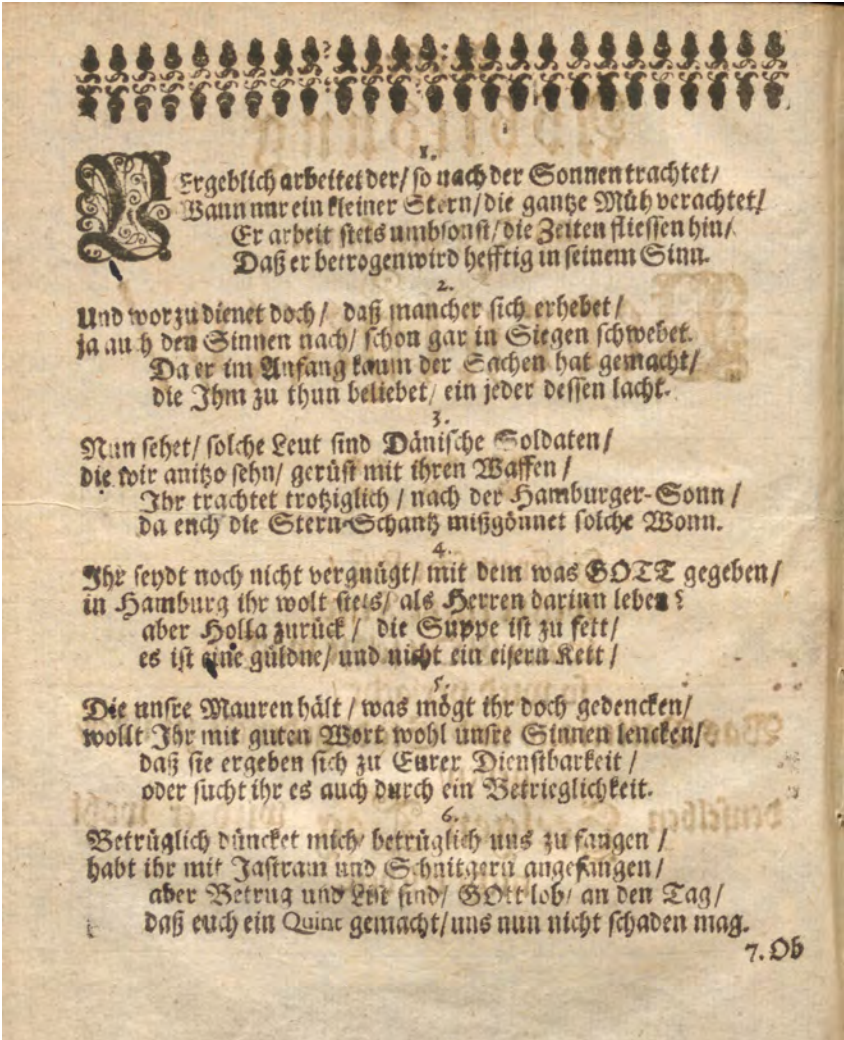 1.
VErgeblich arbeitet der/ so nach der Sonnen trachtet/
Wann nur ein kleiner Stern/ die gantze Müh verachtet/
Er arbeit stets umbsonst/ die Zeiten fliessen hin/
Daß er betrogen wird hefftig in seinem Sinn.
2.
Und worzu dienet doch/ daß mancher sich erhebet/
ja auch den Sinnen nach/ schon gar in Siegen schwebet.
Da er im Anfang kaum der Sachen hat gemacht/
die Ihm zu thun beliebet/ ein jeder dessen lacht.
3.
Nun sehet/ solche Leut sind Dänische Soldaten/
die wir anitzo sehn/ gerüst mit ihren Waffen/
Ihr trachtet trotziglich/ nach der Hamburger-Sonn/
da euch die Stern-Schantz mißgönnet solche Wonn.
4.
Ihr seydt noch nicht vergnügt/ mit dem was GOTT gegeben/
in Hamburg ihr wolt stets/ als Herren darinn leben?
aber Holla zurück/ die Suppe ist zu fett/
es ist eine güldne/ und nicht ein eisern Kett/
5.
Die unsre Mauren hält/ was mögt ihr doch gedencken/
wollt Ihr mit guten Wort wohl unsre Sinnen lencken/
daß sie ergeben sich zu Eurer Dienstbarkeit/
oder sucht ihr es auch durch ein Betrieglichkeit.
6.
Betrüglich düncket mich/ betrüglich uns zu fangen/
habt ihr mit Jastram und Schnitgern angefangen/
aber Betrug und List sind/ GOtt lob/ an den Tag/
daß euch ein Quint gemacht/ uns nun nicht schaden mag.
7. Ob